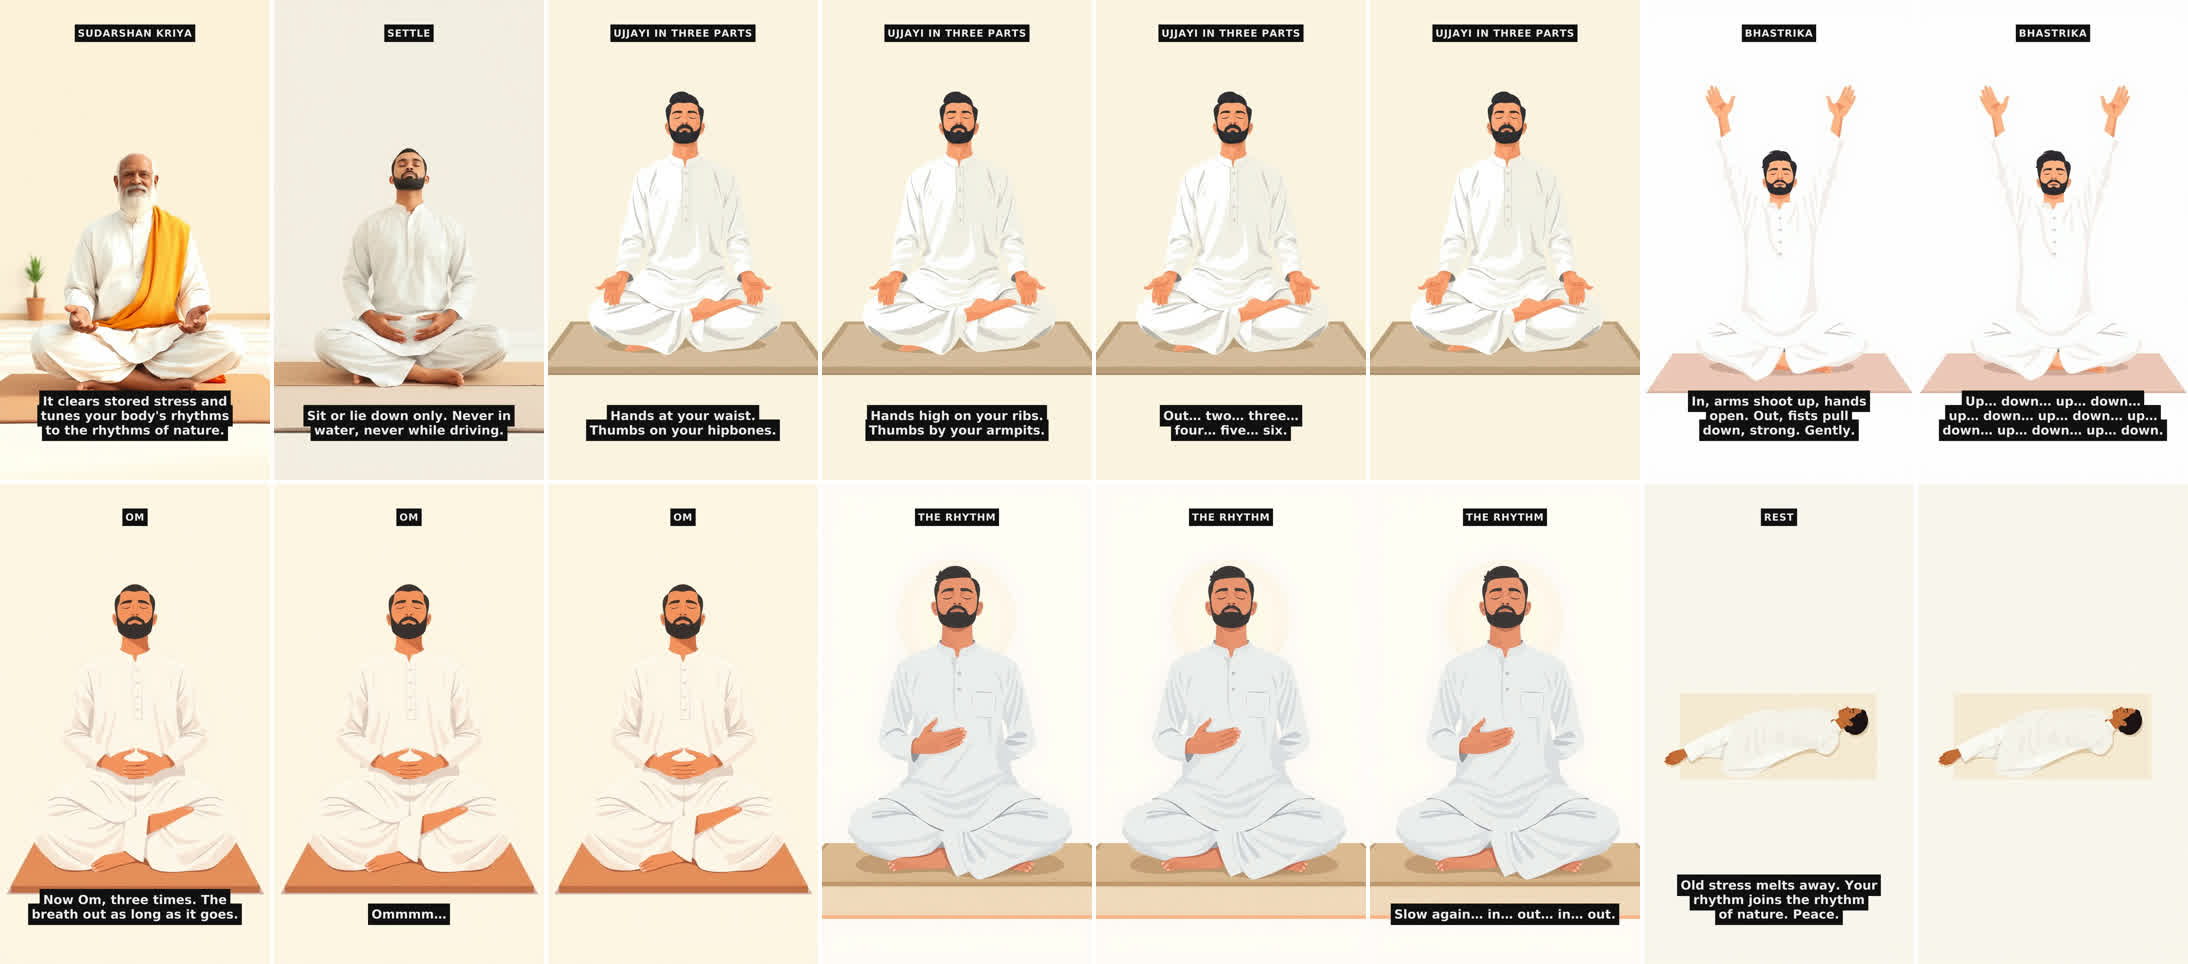 SUDARSHAN KRIYA
It clears stored stress and
tunes your body's rhythms
to the rhythms of nature.
SETTLE
Sit or lie down only. Never in
water, never while driving.
UJJAYI IN THREE PARTS
Hands at your waist.
Thumbs on your hipbones.
UJJAYI IN THREE PARTS
Hands high on your ribs.
Thumbs by your armpits.
UJJAYI IN THREE PARTS
Out... two... three...
four... five... six.
UJJAYI IN THREE PARTS
BHASTRIKA
In, arms shoot up, hands
open. Out, fists pull
down, strong. Gently.
BHASTRIKA
Up... down... up... down...
up... down... up... down... up...
down... up... down... up... down.
OM
Now Om, three times. The
breath out as long as it goes.
OM
Ommmm...
OM
THE RHYTHM
THE RHYTHM
THE RHYTHM
Slow again... in... out... in... out.
REST
Old stress melts away. Your
rhythm joins the rhythm
of nature. Peace.